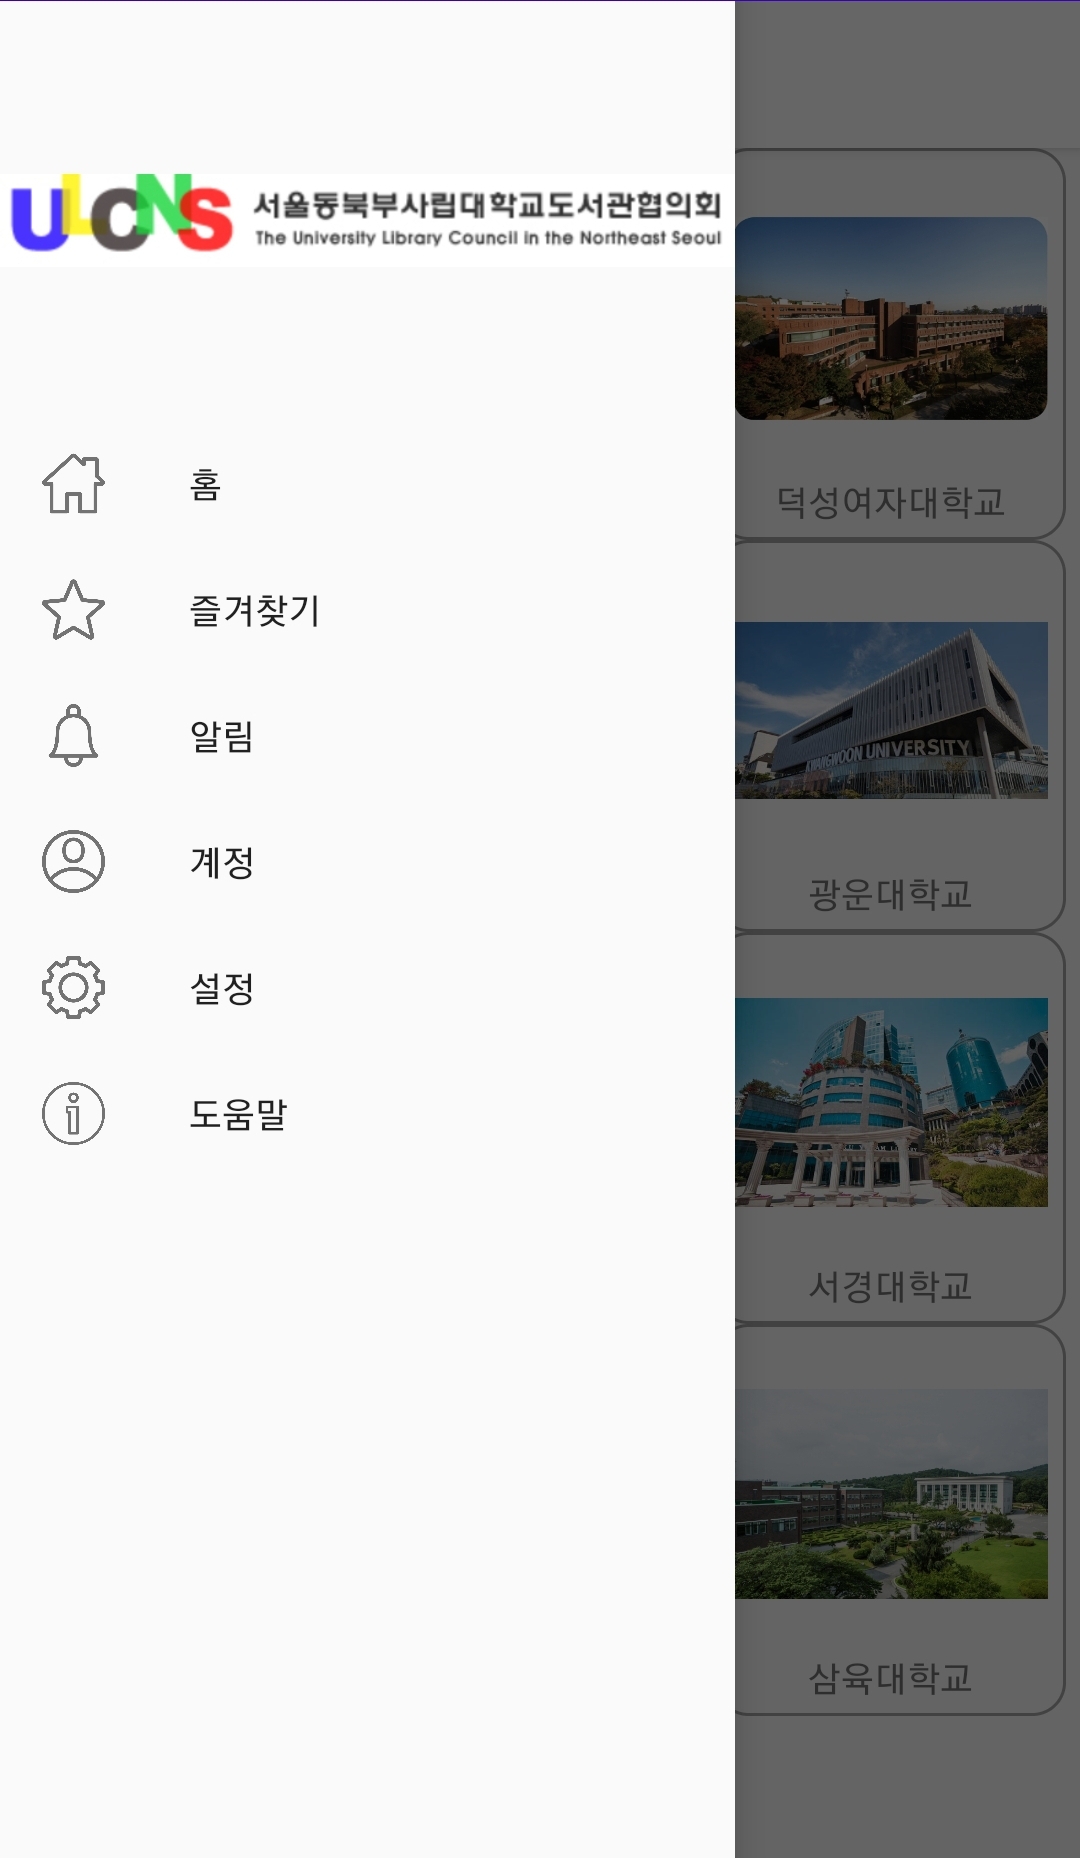 ULCNS
서울동북부사립대학교도서관협의회
The University Library Council in the Northeast Seoul
홈
즐겨찾기
알림
계정
설정
도움말
덕성여자대학교
KWANGWOON UNIVERSITY
광운대학교
서경대학교
삼육대학교